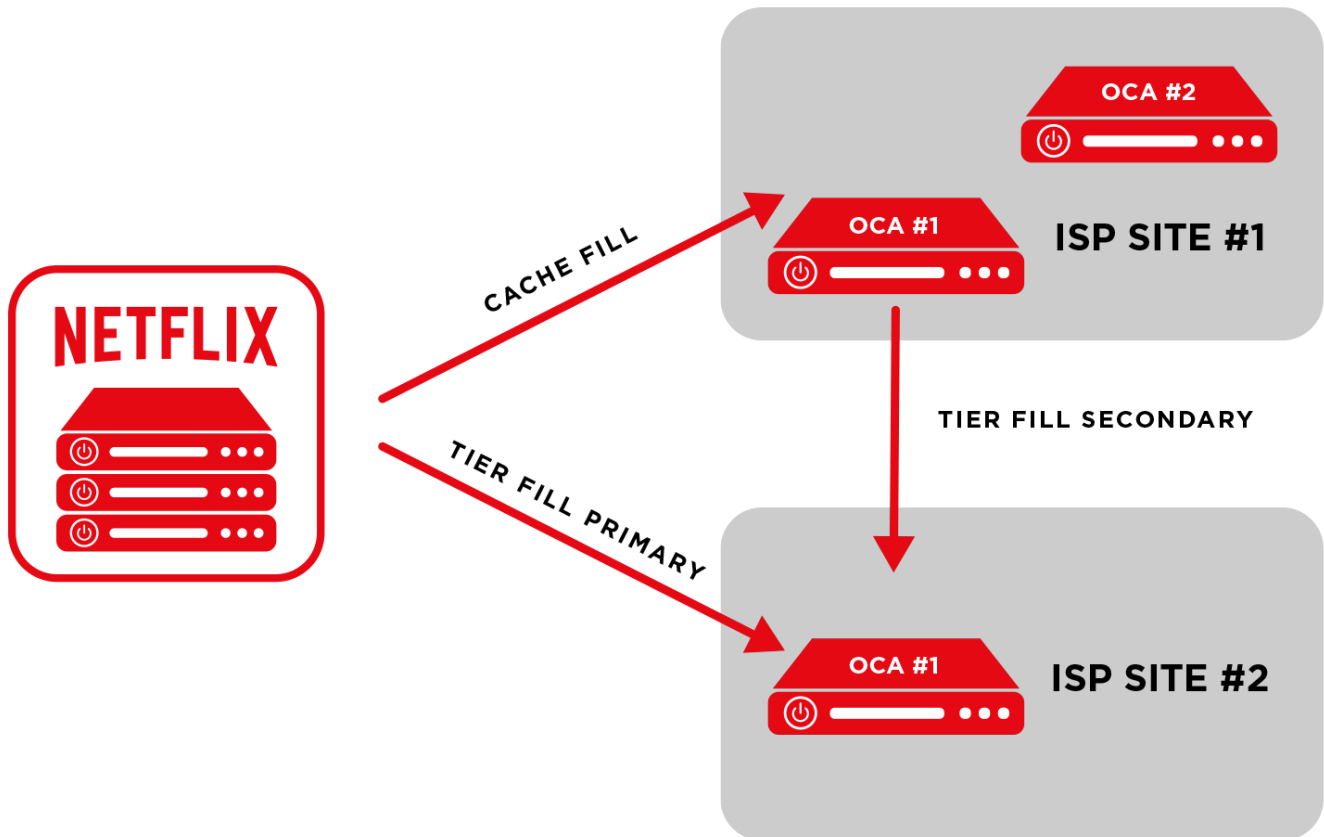 NETFLIX
CACHE FILL
TIER FILL PRIMARY
OCA #2
OCA #1
ISP SITE #1
TIER FILL SECONDARY
OCA #1
ISP SITE #2